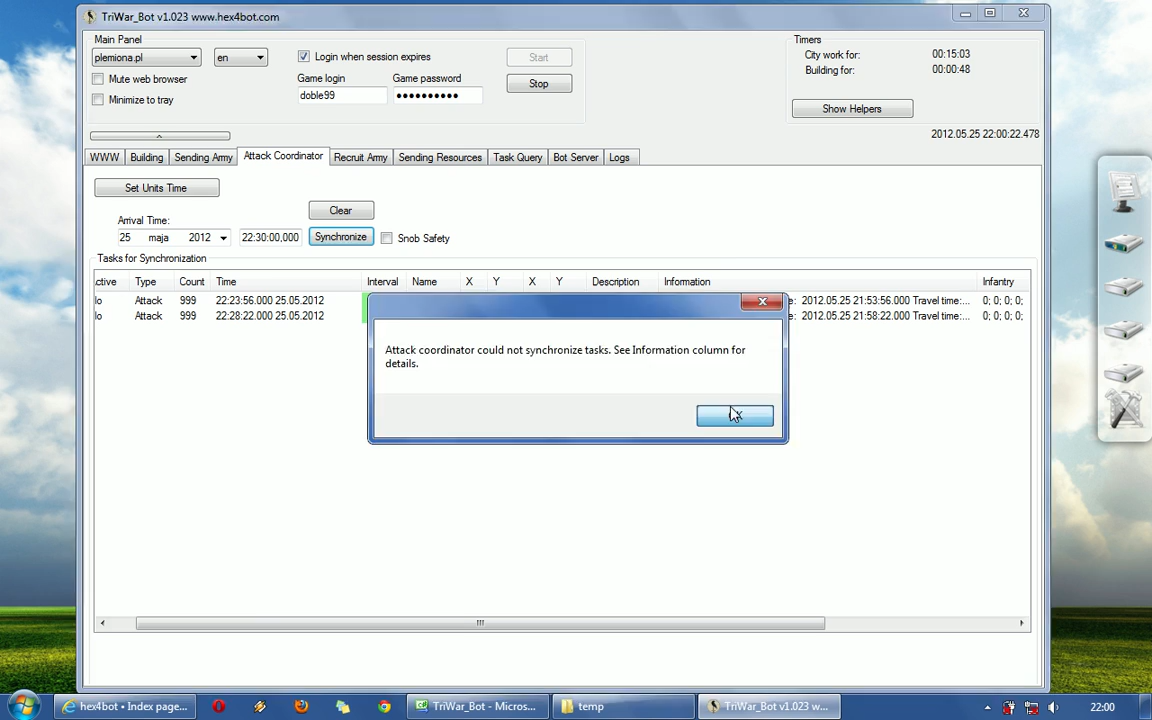 TriWar_Bot v1.023 www.hex4bot.com
Main Panel
plemiona.pl
en
Login when session expires
Start
Mute web browser
Game login
Game password
Stop
Minimize to tray
doble99
••••••••••
Timers
City work for:
00:15:03
Building for:
00:00:48
Show Helpers
2012.05.25 22:00:22.478
WWW
Building
Sending Army
Attack Coordinator
Recruit Army
Sending Resources
Task Query
Bot Server
Logs
Set Units Time
Clear
Arrival Time:
25 maja 2012
22:30:00,000
Synchronize
Snob Safety
Tasks for Synchronization
ctive Type Count Time Interval Name X Y X Y Description Information Infantry
lo Attack 999 22:23:56.000 25.05.2012 e: 2012.05.25 21:53:56.000 Travel time:... 0; 0; 0; 0;
lo Attack 999 22:28:22.000 25.05.2012 e: 2012.05.25 21:58:22.000 Travel time:... 0; 0; 0; 0;
Attack coordinator could not synchronize tasks. See Information column for
details.
hex4bot • Index page...
TriWar_Bot - Micros...
temp
TriWar_Bot v1.023 w...
22:00